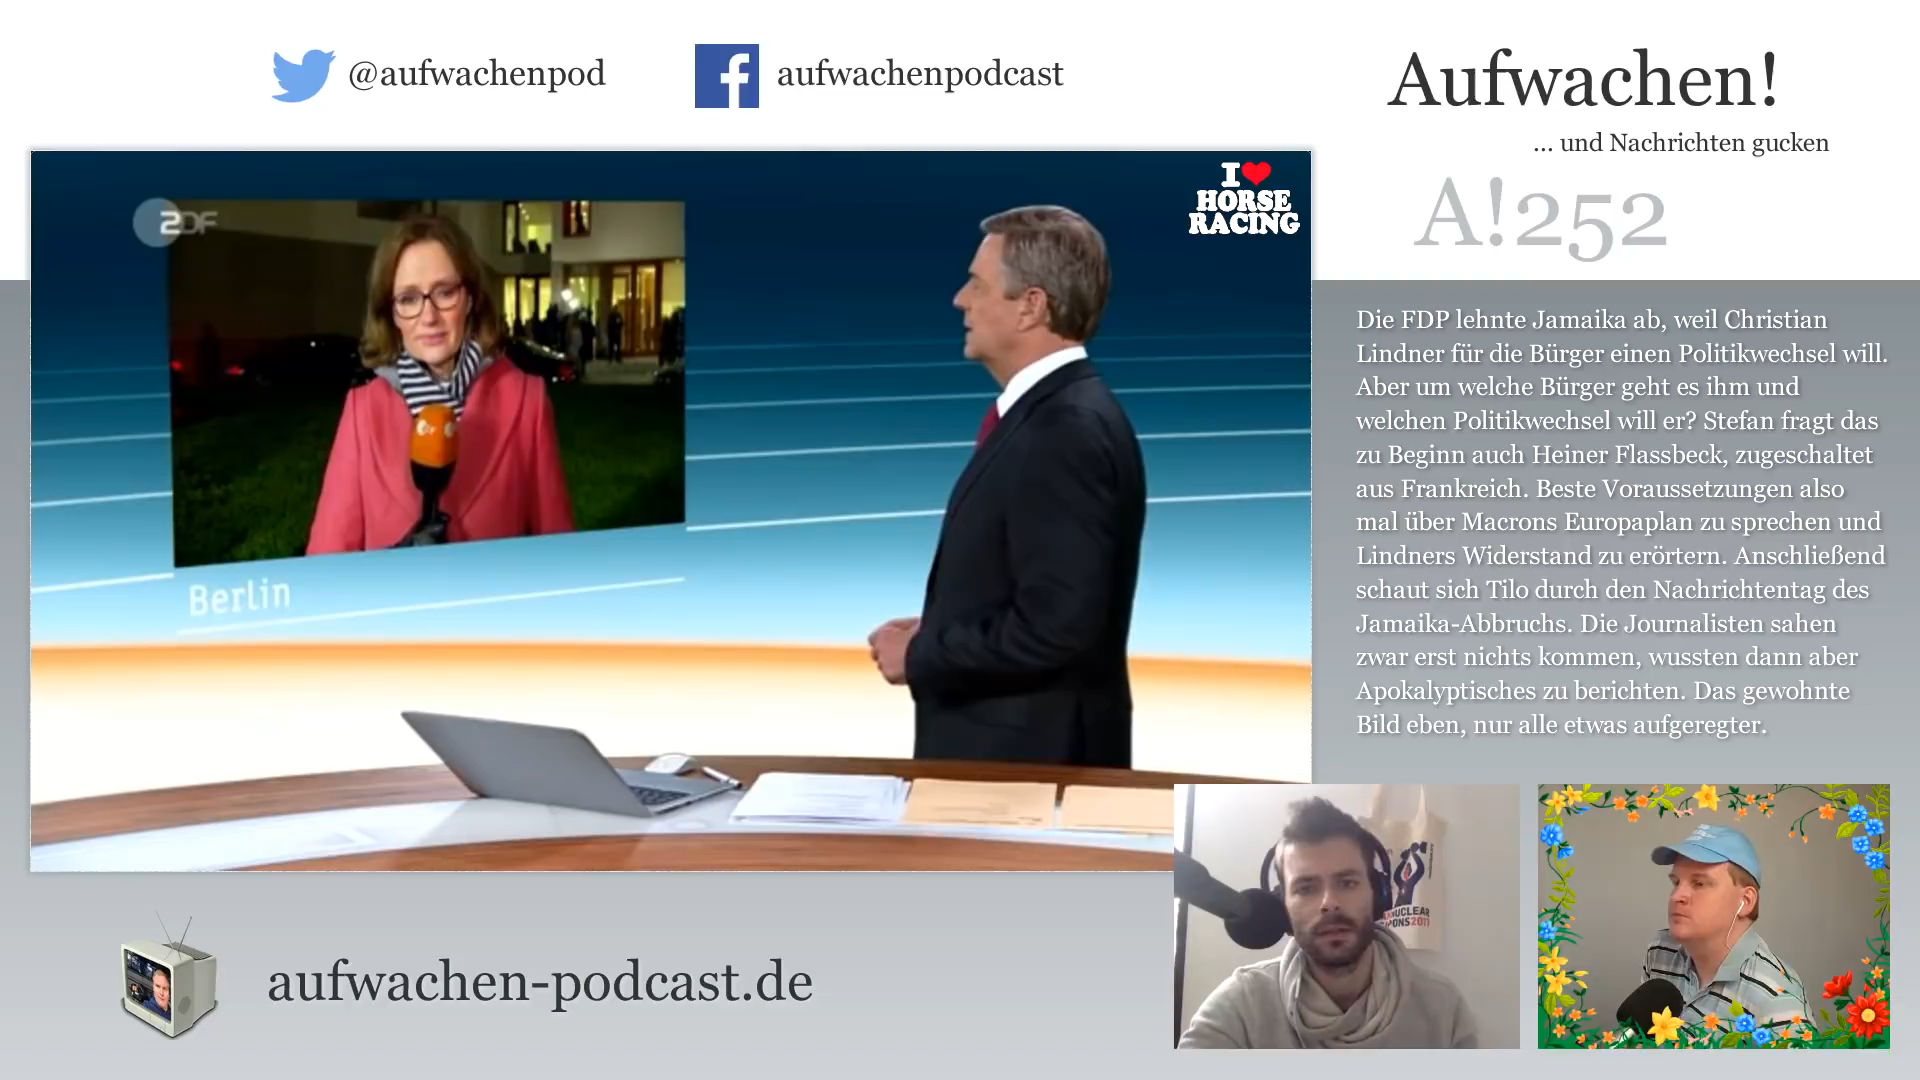 @aufwachenpod
aufwachenpodcast
Aufwachen!
... und Nachrichten gucken
A!252
I
HORSE
RACING
ZDF
Berlin
Die FDP lehnte Jamaika ab, weil Christian
Lindner für die Bürger einen Politikwechsel will.
Aber um welche Bürger geht es ihm und
welchen Politikwechsel will er? Stefan fragt das
zu Beginn auch Heiner Flassbeck, zugeschaltet
aus Frankreich. Beste Voraussetzungen also
mal über Macrons Europaplan zu sprechen und
Lindners Widerstand zu erörtern. Anschließend
schaut sich Tilo durch den Nachrichtentag des
Jamaika-Abbruchs. Die Journalisten sahen
zwar erst nichts kommen, wussten dann aber
Apokalyptisches zu berichten. Das gewohnte
Bild eben, nur alle etwas aufgeregter.
aufwachen-podcast.de